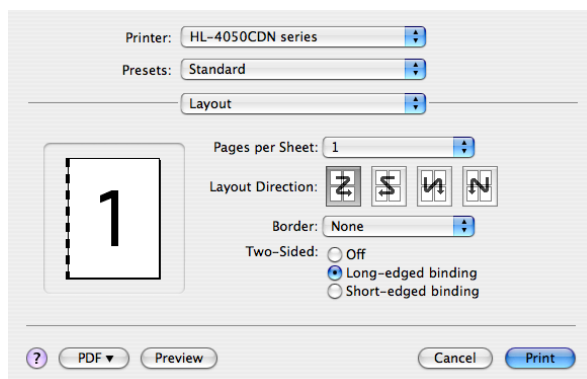 Printer: HL-4050CDN series
Presets: Standard
Layout
Pages per Sheet: 1
Layout Direction:
Border: None
Two-Sided: Off
Long-edged binding
Short-edged binding
1
? PDF▼ Preview Cancel Print